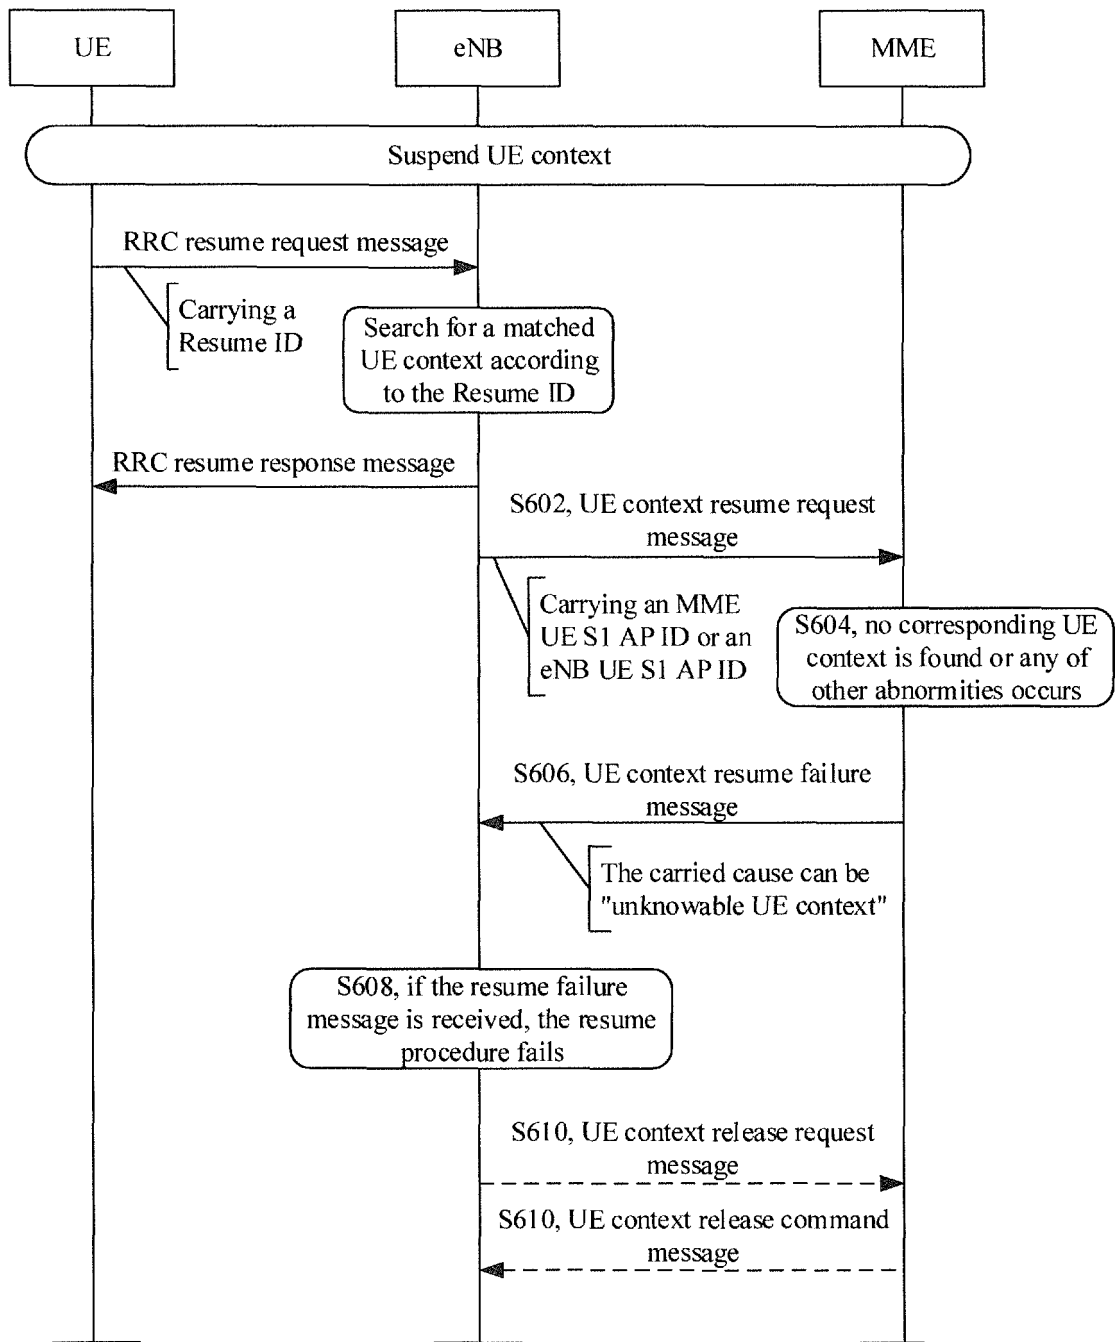 UE
eNB
MME
Suspend UE context
RRC resume request message
Carrying a
Resume ID
Search for a matched
UE context according
to the Resume ID
RRC resume response message
S602, UE context resume request
message
Carrying an MME
UE S1 AP ID or an
eNB UE S1 AP ID
S604, no corresponding UE
context is found or any of
other abnormities occurs
S606, UE context resume failure
message
The carried cause can be
"unknowable UE context"
S608, if the resume failure
message is received, the resume
procedure fails
S610, UE context release request
message
S610, UE context release command
message